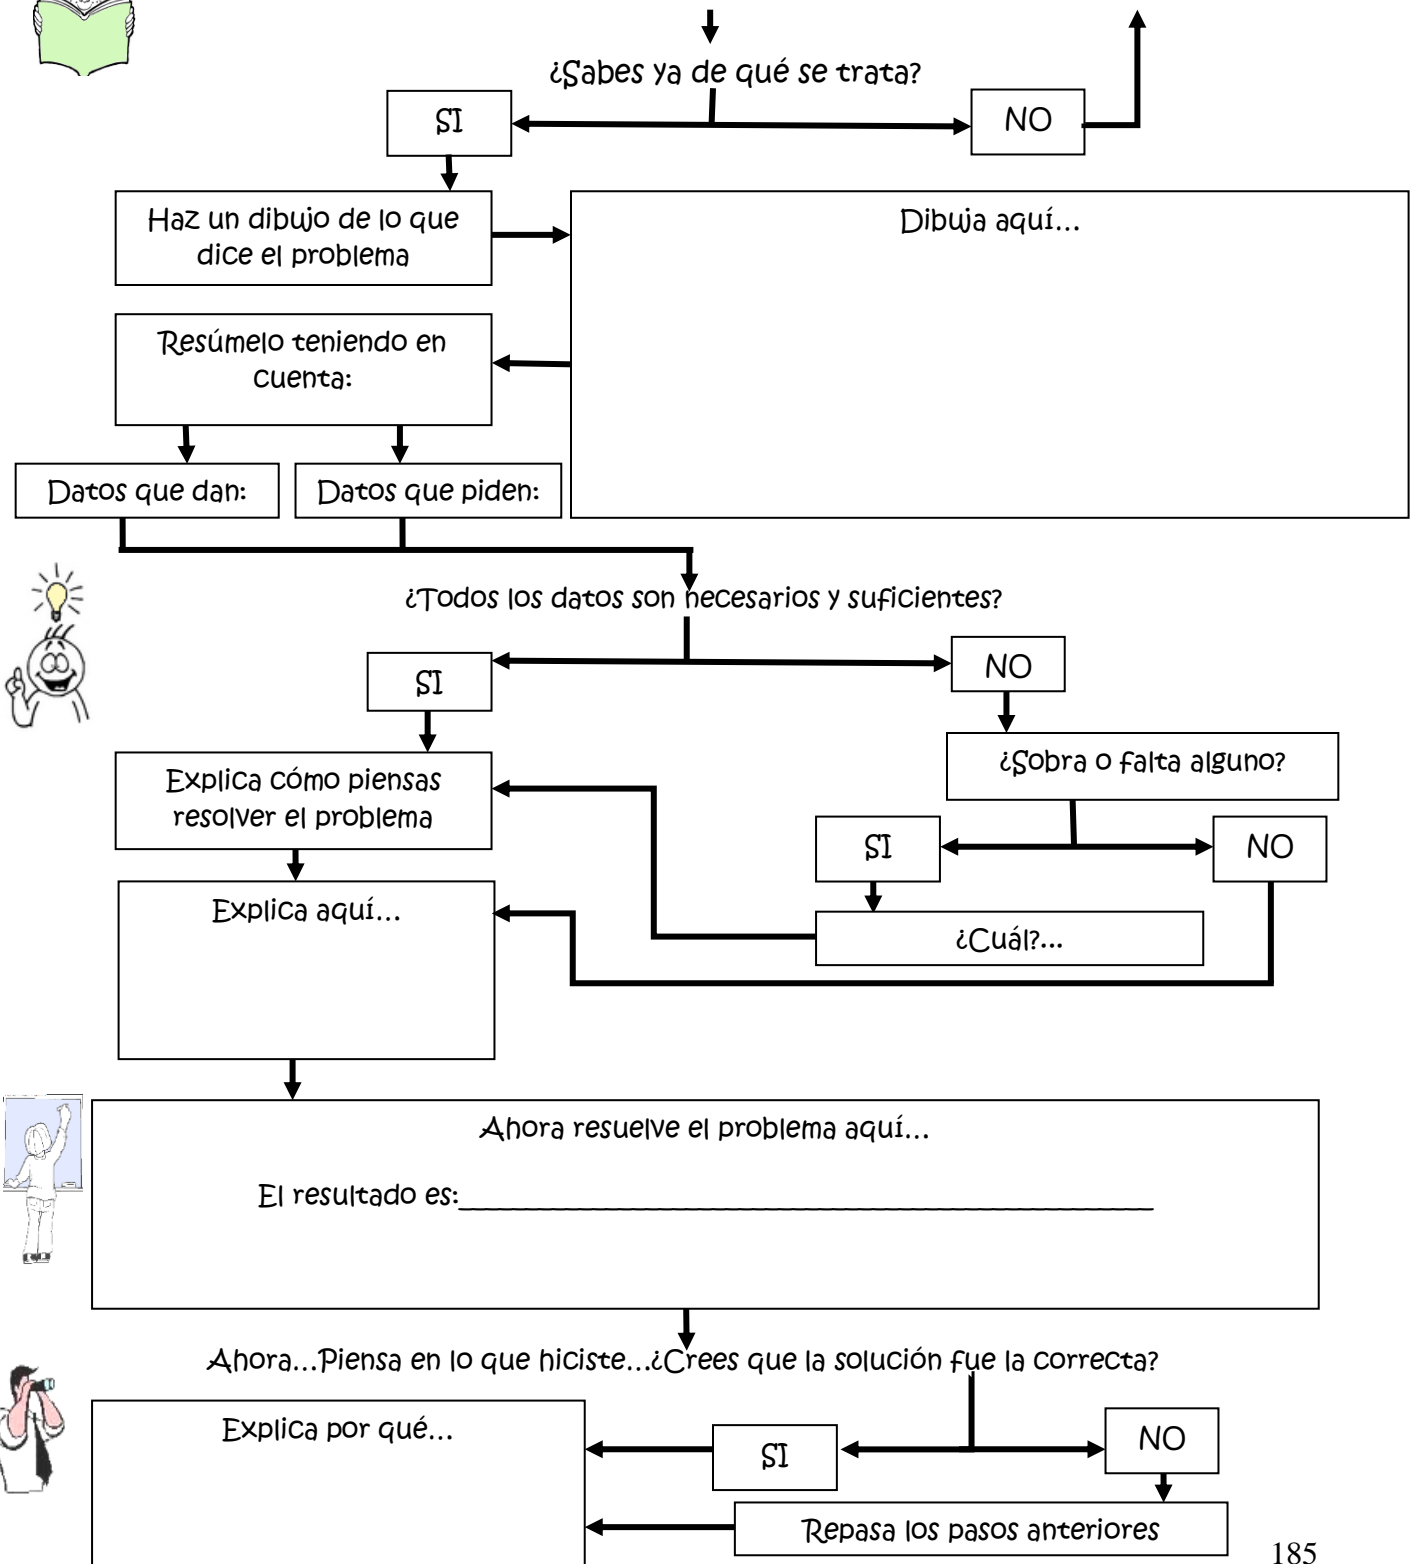 ¿Sabes ya de qué se trata?
SI
NO
Haz un dibujo de lo que
dice el problema
Dibuja aquí...
Resúmelo teniendo en
cuenta:
Datos que dan:
Datos que piden:
¿Todos los datos son necesarios y suficientes?
SI
NO
¿Sobra o falta alguno?
Explica cómo piensas
resolver el problema
SI
NO
Explica aquí...
¿Cuál?...
Ahora resuelve el problema aquí...
El resultado es:____________________________________________________
Ahora...Piensa en lo que hiciste...¿Crees que la solución fue la correcta?
Explica por qué...
SI
NO
Repasa los pasos anteriores
185